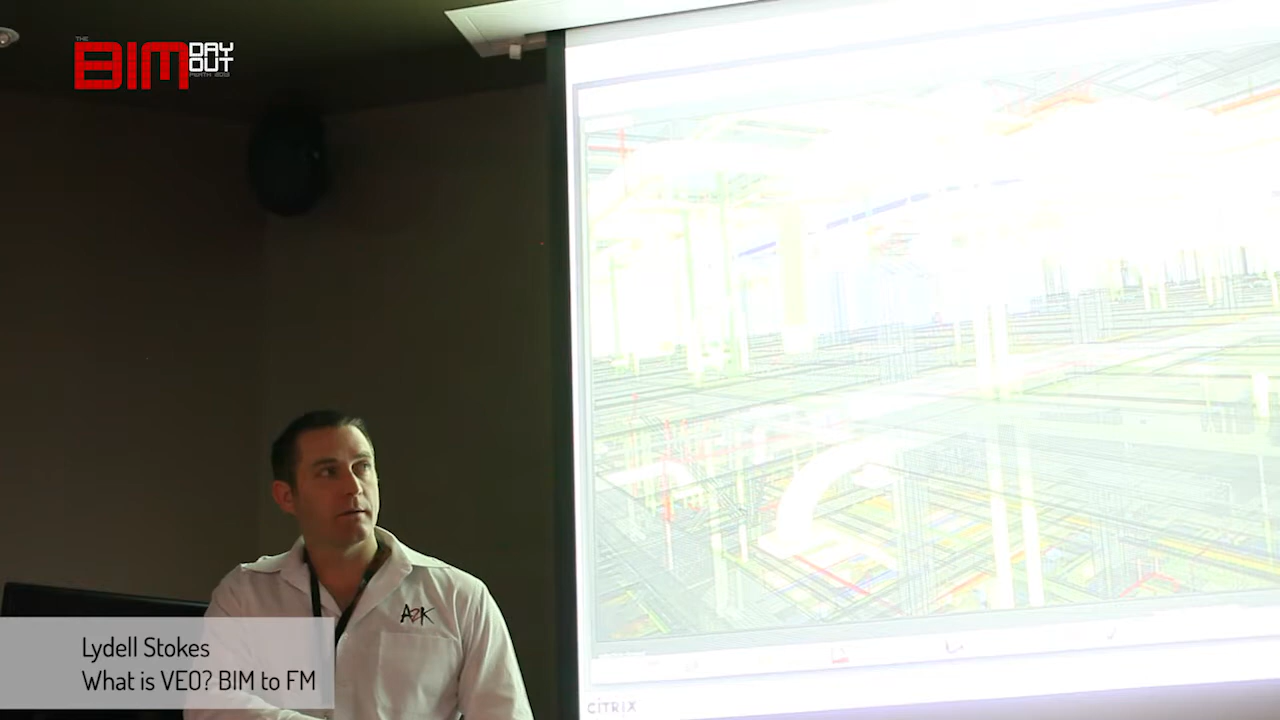 THE
BIM DAY
OUT
PERTH 2013
A2K
Lydell Stokes
What is VEO? BIM to FM
CITRIX